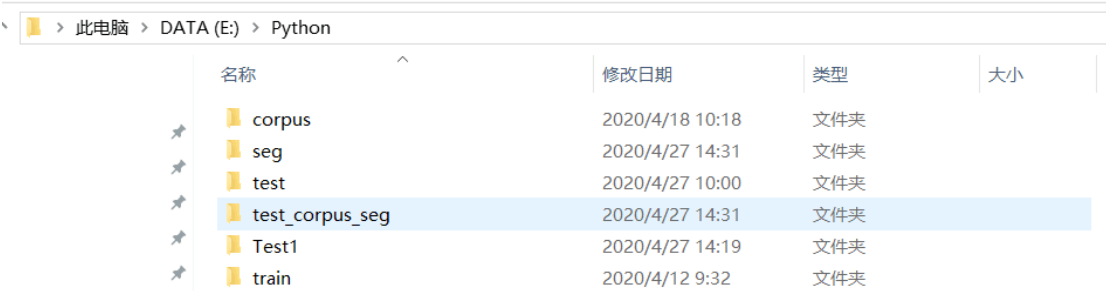 此电脑 > DATA (E:) > Python
名称 修改日期 类型 大小
corpus 2020/4/18 10:18 文件夹
seg 2020/4/27 14:31 文件夹
test 2020/4/27 10:00 文件夹
test_corpus_seg 2020/4/27 14:31 文件夹
Test1 2020/4/27 14:19 文件夹
train 2020/4/12 9:32 文件夹